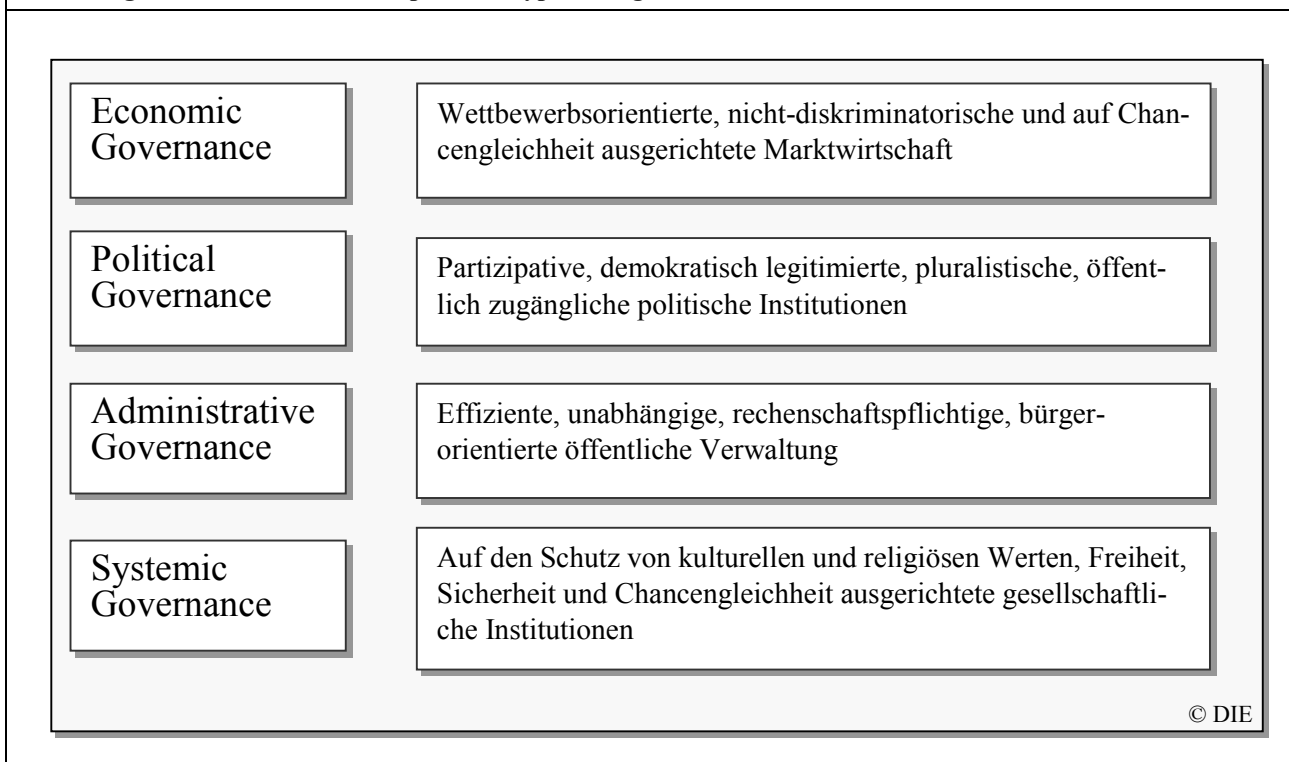 Economic
Governance
Wettbewerbsorientierte, nicht-diskriminatorische und auf Chan-
cengleichheit ausgerichtete Marktwirtschaft
Political
Governance
Partizipative, demokratisch legitimierte, pluralistische, öffent-
lich zugängliche politische Institutionen
Administrative
Governance
Effiziente, unabhängige, rechenschaftspflichtige, bürger-
orientierte öffentliche Verwaltung
Systemic
Governance
Auf den Schutz von kulturellen und religiösen Werten, Freiheit,
Sicherheit und Chancengleichheit ausgerichtete gesellschaftli-
che Institutionen
© DIE